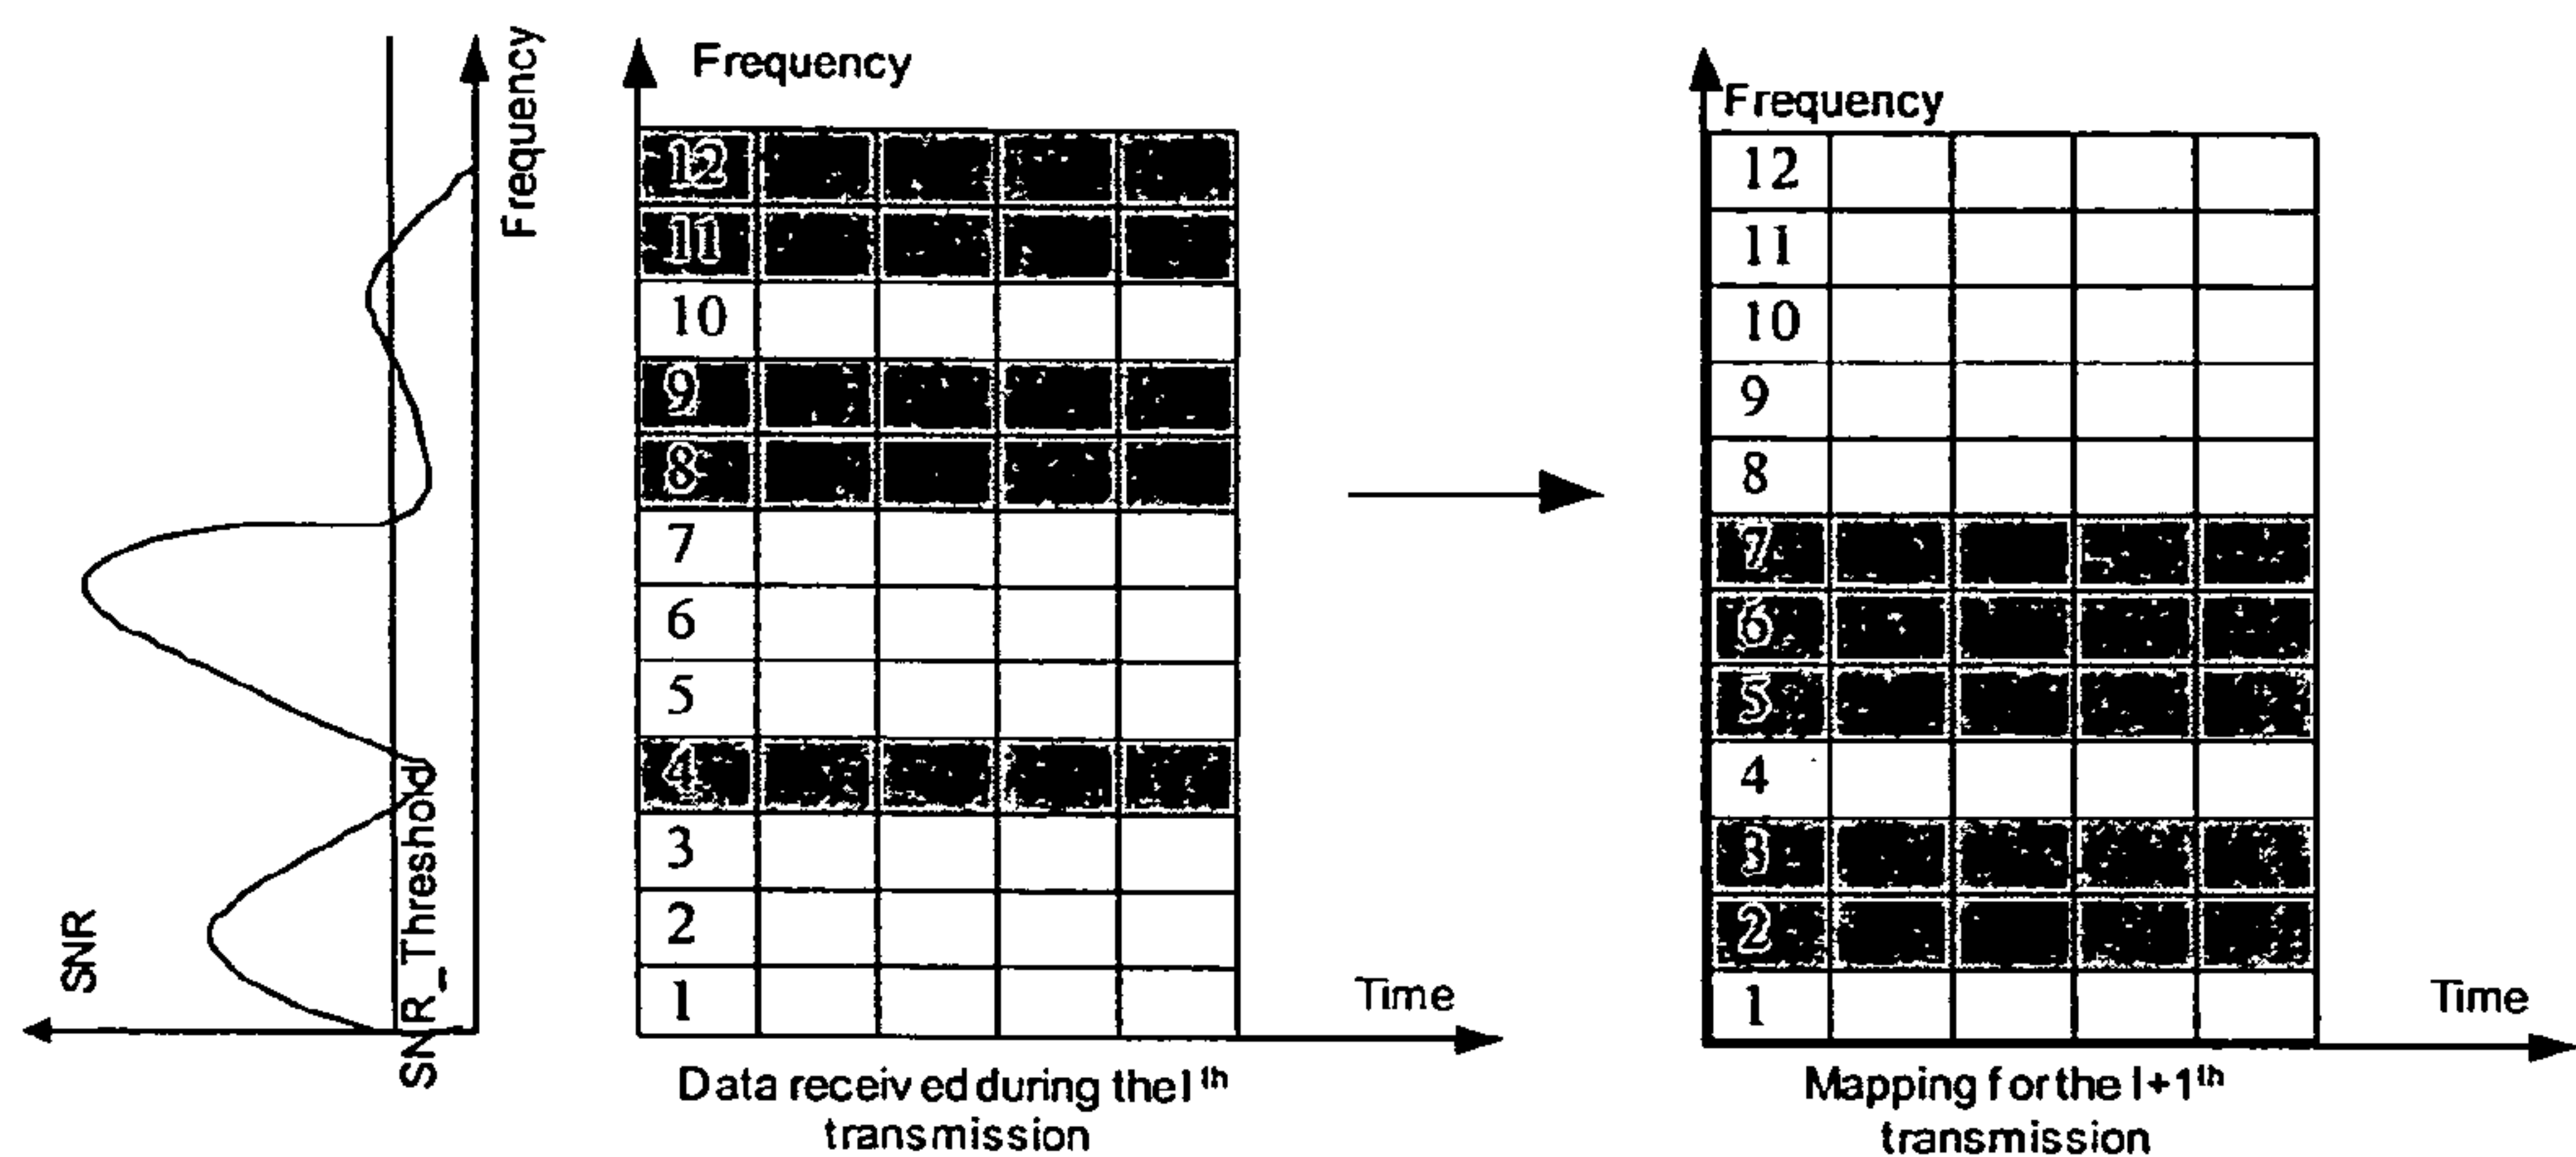 Frequency
SNR
SNR_Threshold
Frequency
12
11
10
9
8
7
6
5
4
3
2
1
Time
Data received during the I th
transmission
Frequency
12
11
10
9
8
7
6
5
4
3
2
1
Time
Mapping for the I+1th
transmission